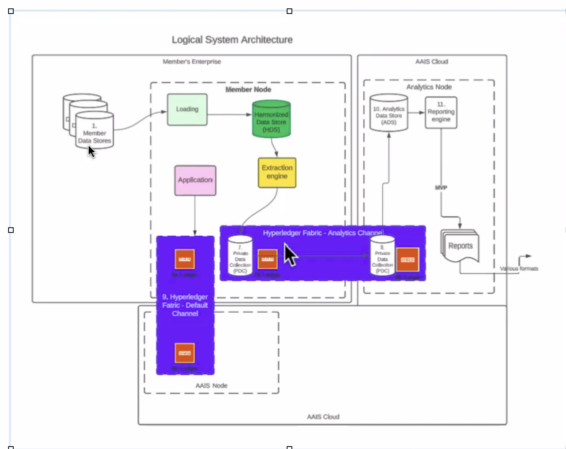 Logical System Architecture
Member's Enterprise
AAIS Cloud
Member Node
Analytics Node
1.
Member
Data Stores
Loading
Harmonized
Data Store
(HDS)
10. Analytics
Data Store
(ADS)
11.
Reporting
engine
Application
Extraction
engine
MVP
Hyperledger Fabric - Analytics Channel
7.
Private
Data
Collection
(PDC)
Private
Data
Collection
(PDC)
Reports
Various formats
9. Hyperledger
Fabric - Default
Channel
AAIS Node
AAIS Cloud